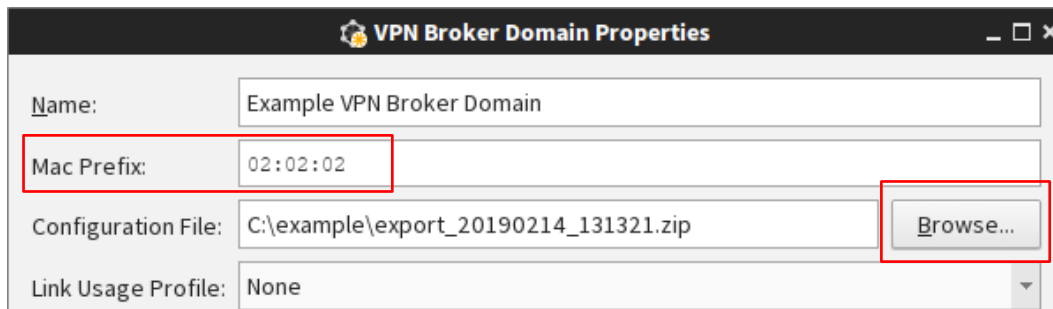 VPN Broker Domain Properties
Name: Example VPN Broker Domain
Mac Prefix: 02:02:02
Configuration File: C:\example\export_20190214_131321.zip Browse...
Link Usage Profile: None